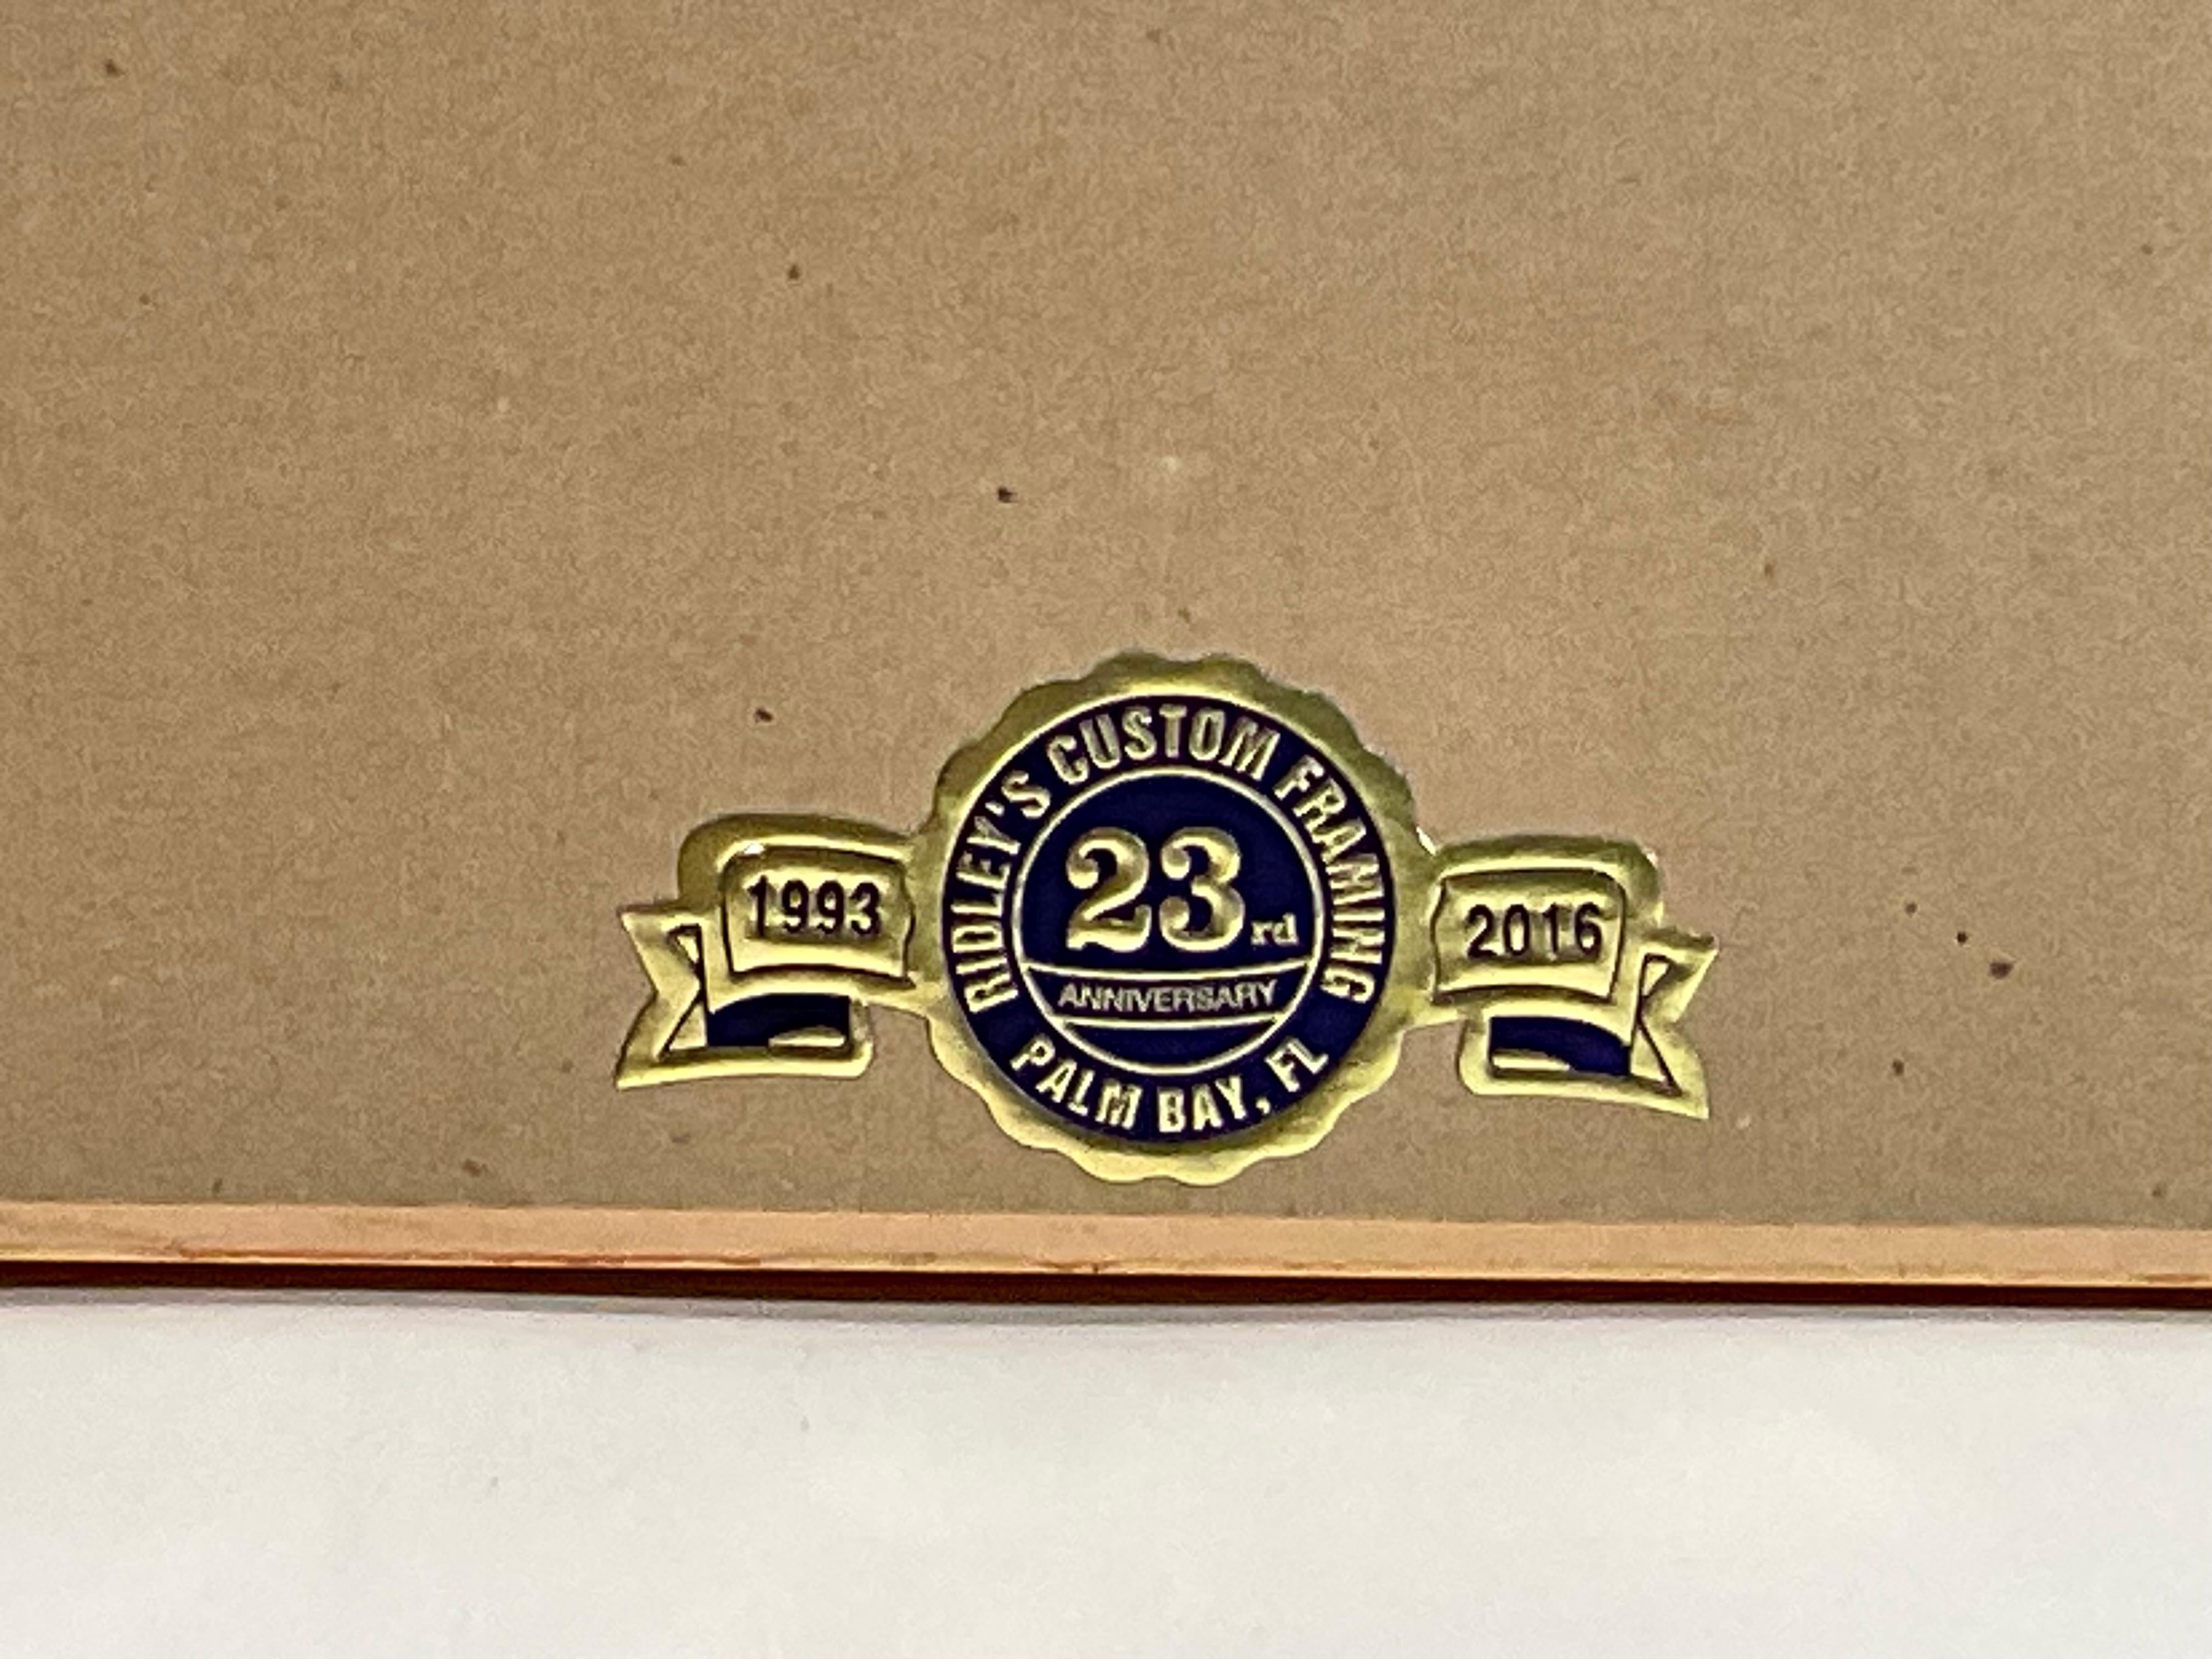 RIDLEY'S CUSTOM FRAMING
1993
23rd
2016
ANNIVERSARY
PALM BAY, FL